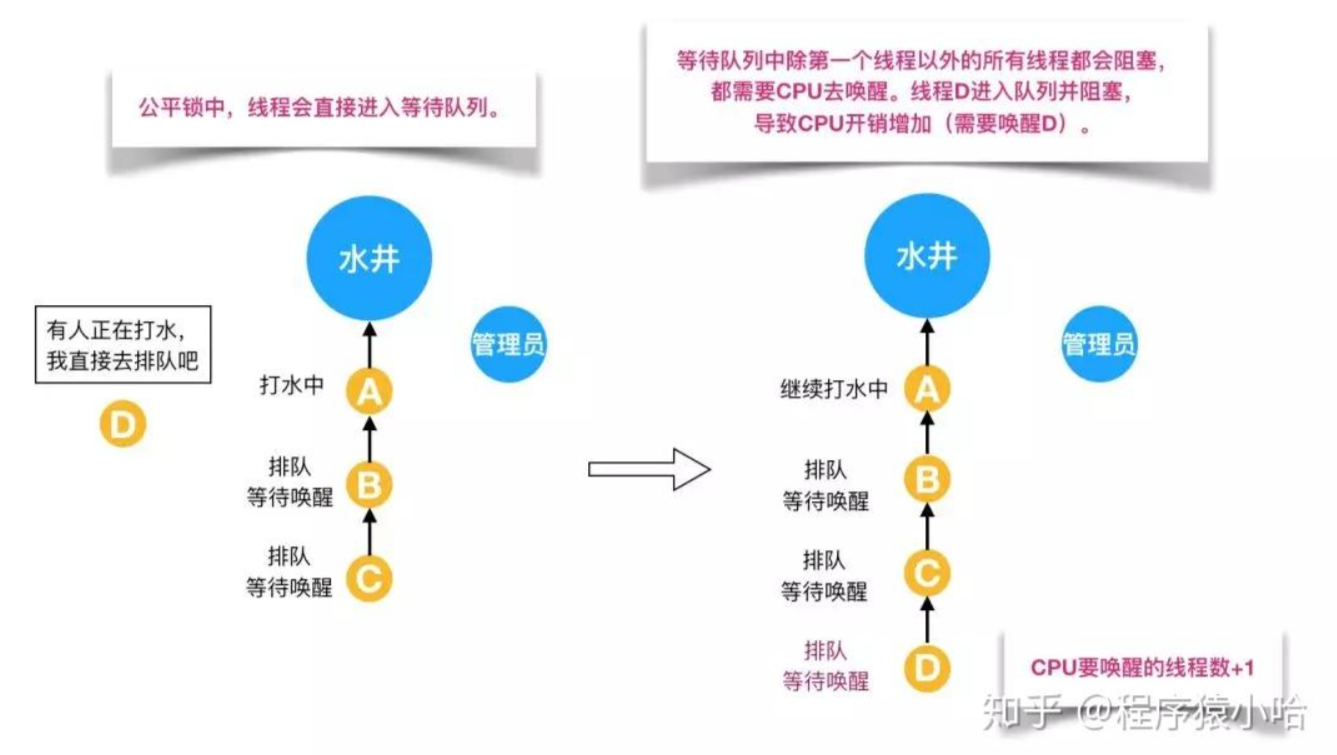 公平锁中，线程会直接进入等待队列。
等待队列中除第一个线程以外的所有线程都会阻塞，
都需要CPU去唤醒。线程D进入队列并阻塞，
导致CPU开销增加（需要唤醒D）。
水井
管理员
有人正在打水，
我直接去排队吧
D
打水中
A
排队
等待唤醒
B
排队
等待唤醒
C
水井
管理员
继续打水中
A
排队
等待唤醒
B
排队
等待唤醒
C
排队
等待唤醒
D
CPU要唤醒的线程数+1
知乎 @程序猿小哈